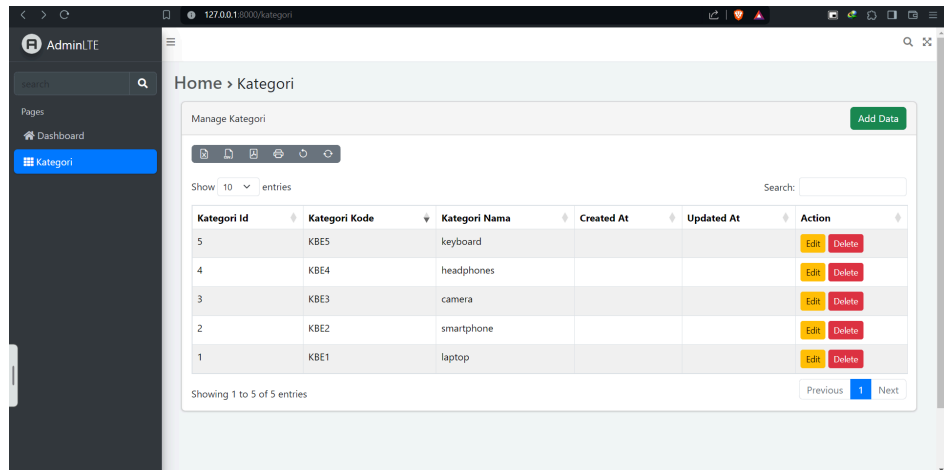 127.0.0.1:8000/kategori
AdminLTE
search
Home › Kategori
Pages
Dashboard
Kategori
Manage Kategori
Add Data
Show 10 entries
Search:
Kategori Id Kategori Kode Kategori Nama Created At Updated At Action
5 KBE5 keyboard Edit Delete
4 KBE4 headphones Edit Delete
3 KBE3 camera Edit Delete
2 KBE2 smartphone Edit Delete
1 KBE1 laptop Edit Delete
Showing 1 to 5 of 5 entries
Previous 1 Next